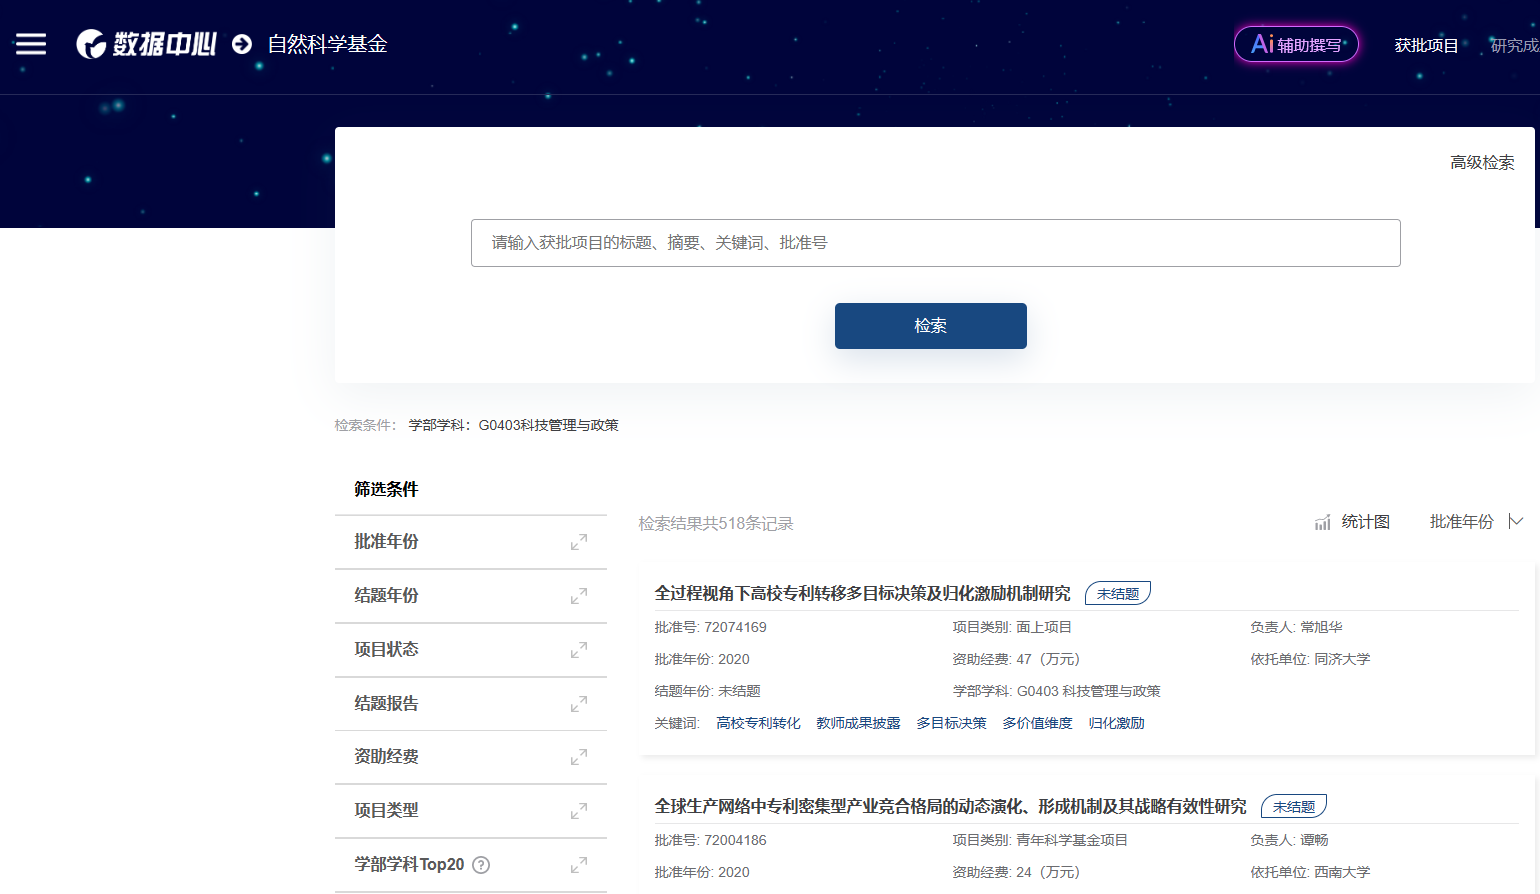 数据中心 自然科学基金 Ai辅助撰写 获批项目 研究成
高级检索
请输入获批项目的标题、摘要、关键词、批准号
检索
检索条件: 学部学科：G0403科技管理与政策
筛选条件
批准年份
结题年份
项目状态
结题报告
资助经费
项目类型
学部学科Top20 ?
检索结果共518条记录 统计图 批准年份
全过程视角下高校专利转移多目标决策及归化激励机制研究 未结题
批准号: 72074169 项目类别: 面上项目 负责人: 常旭华
批准年份: 2020 资助经费: 47（万元） 依托单位: 同济大学
结题年份: 未结题 学部学科: G0403 科技管理与政策
关键词: 高校专利转化 教师成果披露 多目标决策 多价值维度 归化激励
全球生产网络中专利密集型产业竞合格局的动态演化、形成机制及其战略有效性研究 未结题
批准号: 72004186 项目类别: 青年科学基金项目 负责人: 谭畅
批准年份: 2020 资助经费: 24（万元） 依托单位: 西南大学